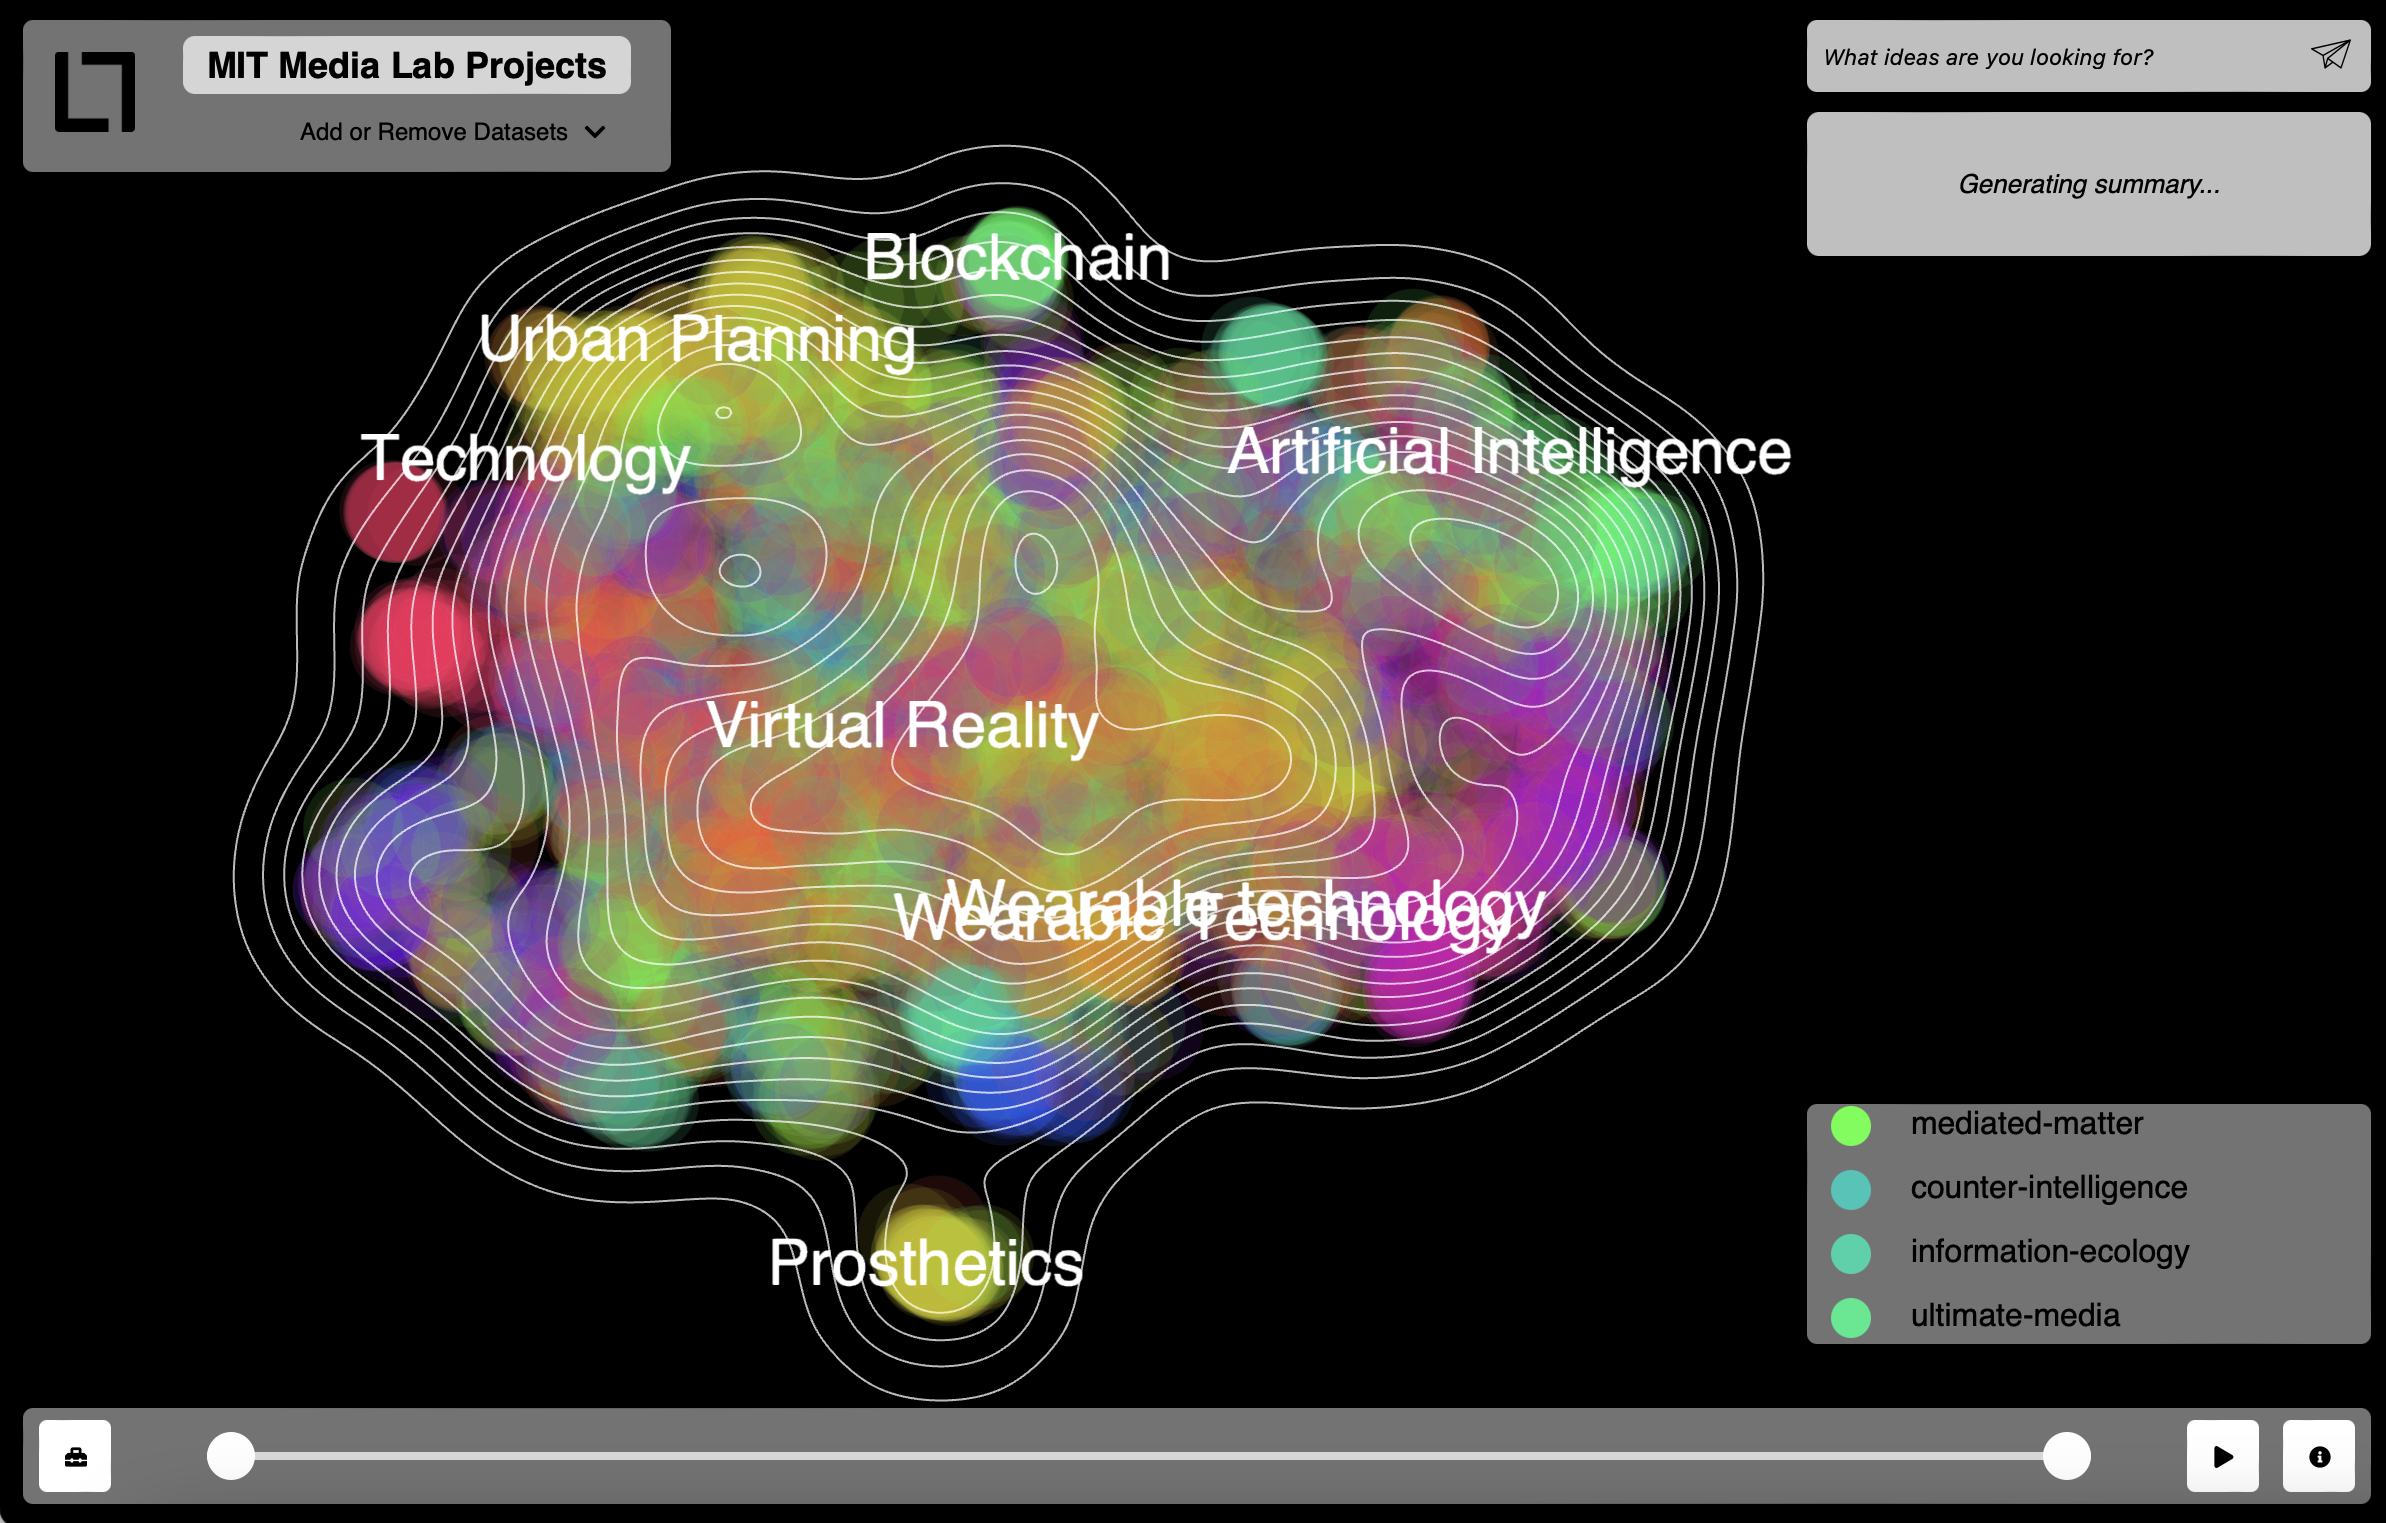 MIT Media Lab Projects
Add or Remove Datasets
What ideas are you looking for?
Generating summary...
Blockchain
Urban Planning
Technology
Artificial Intelligence
Virtual Reality
Wearable technology
Wearable Technology
Prosthetics
mediated-matter
counter-intelligence
information-ecology
ultimate-media